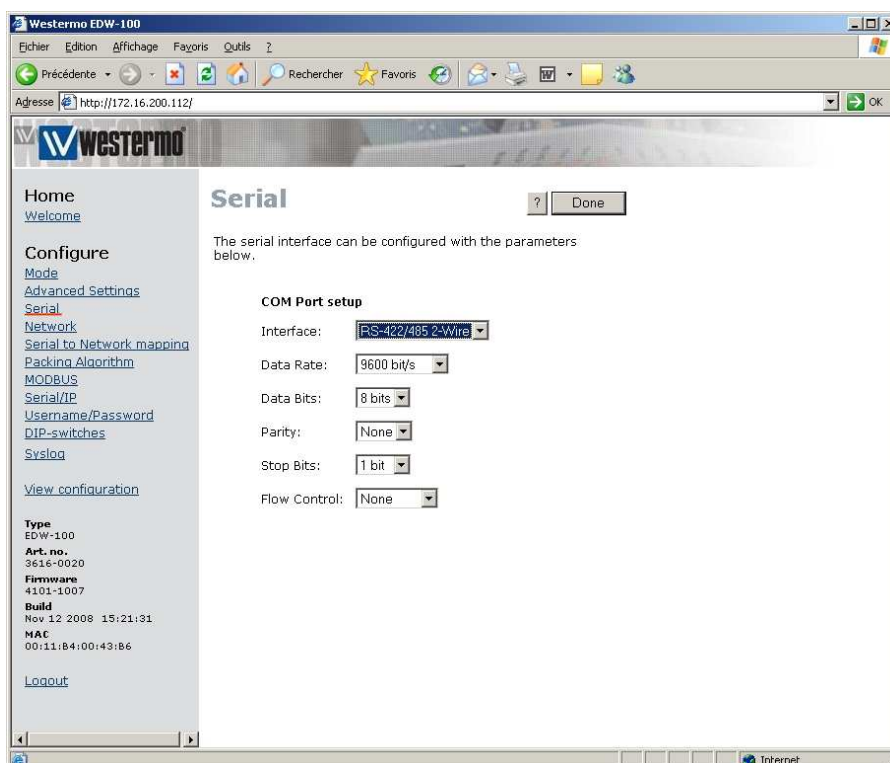 Westermo EDW-100
Eichier Edition Affichage Favoris Outils ?
Précédente Rechercher Favoris
Adresse http://172.16.200.112/ OK
westermo
Home
Welcome
Configure
Mode
Advanced Settings
Serial
Network
Serial to Network mapping
Packing Algorithm
MODBUS
Serial/IP
Username/Password
DIP-switches
Syslog
View configuration
Type
EDW-100
Art. no.
3616-0020
Firmware
4101-1007
Build
Nov 12 2008 15:21:31
MAC
00:11:B4:00:43:B6
Logout
Serial
? Done
The serial interface can be configured with the parameters
below.
COM Port setup
Interface: RS-422/485 2-Wire
Data Rate: 9600 bit/s
Data Bits: 8 bits
Parity: None
Stop Bits: 1 bit
Flow Control: None
Internet